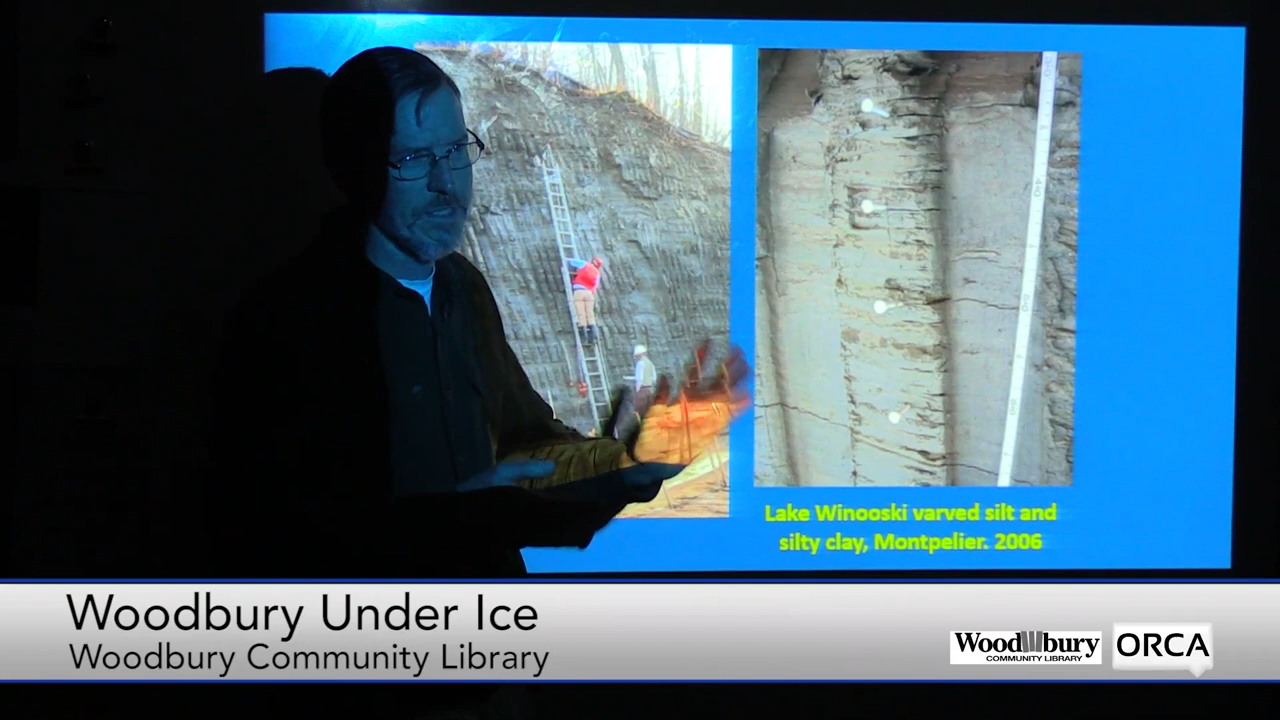 Lake Winooski varved silt and
silty clay, Montpelier. 2006
Woodbury Under Ice
Woodbury Community Library
Woodbury
COMMUNITY LIBRARY
ORCA